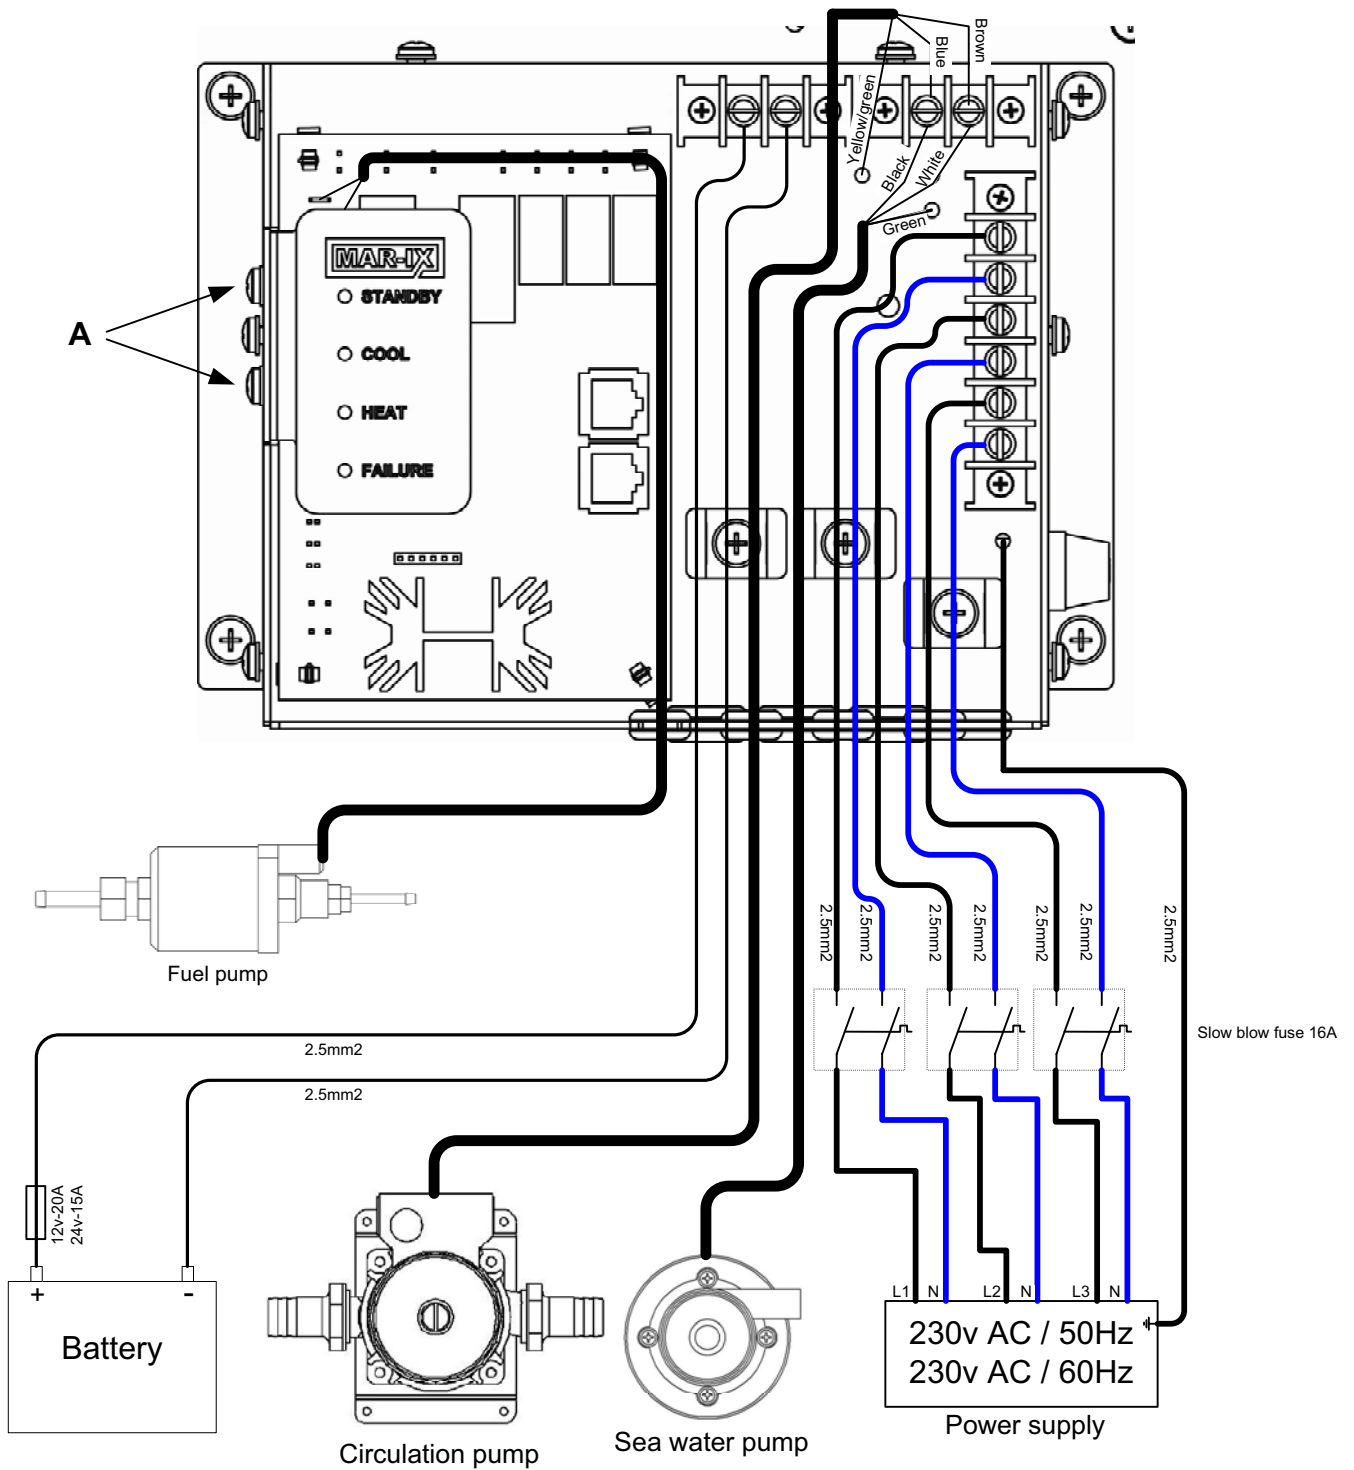 Brown
Blue
Yellow/green
Black
White
Green
A
MAR-IX
STANDBY
COOL
HEAT
FAILURE
Fuel pump
2.5mm2
2.5mm2
2.5mm2
2.5mm2
2.5mm2
2.5mm2
2.5mm2
Slow blow fuse 16A
2.5mm2
2.5mm2
12v-20A
24v-15A
+
-
Battery
Circulation pump
Sea water pump
L1 N L2 N L3 N
230v AC / 50Hz
230v AC / 60Hz
Power supply